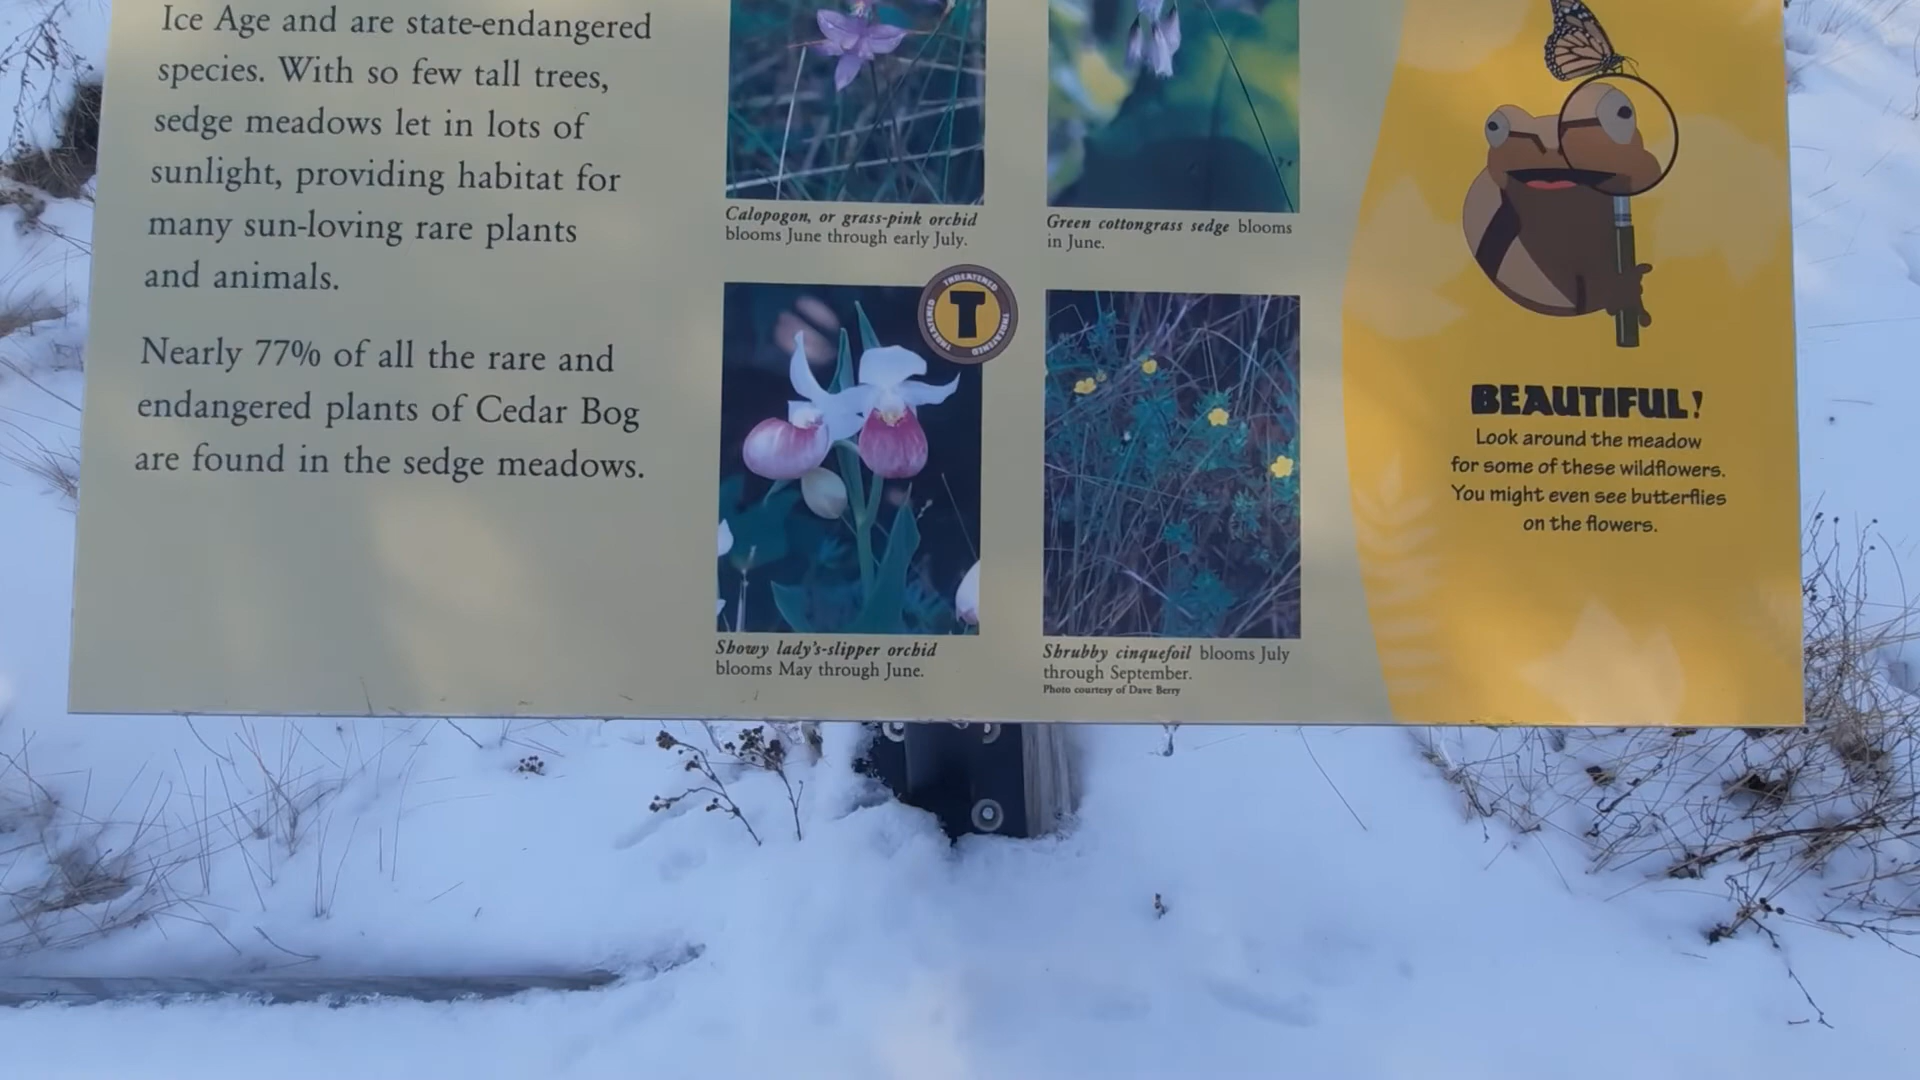 Ice Age and are state-endangered
species. With so few tall trees,
sedge meadows let in lots of
sunlight, providing habitat for
many sun-loving rare plants
and animals.
Nearly 77% of all the rare and
endangered plants of Cedar Bog
are found in the sedge meadows.
Calopogon, or grass-pink orchid
blooms June through early July.
Green cottongrass sedge blooms
in June.
THREATENED
THREATENED
THREATENED
T
Showy lady's-slipper orchid
blooms May through June.
Shrubby cinquefoil blooms July
through September.
Photo courtesy of Dave Berry
BEAUTIFUL!
Look around the meadow
for some of these wildflowers.
You might even see butterflies
on the flowers.